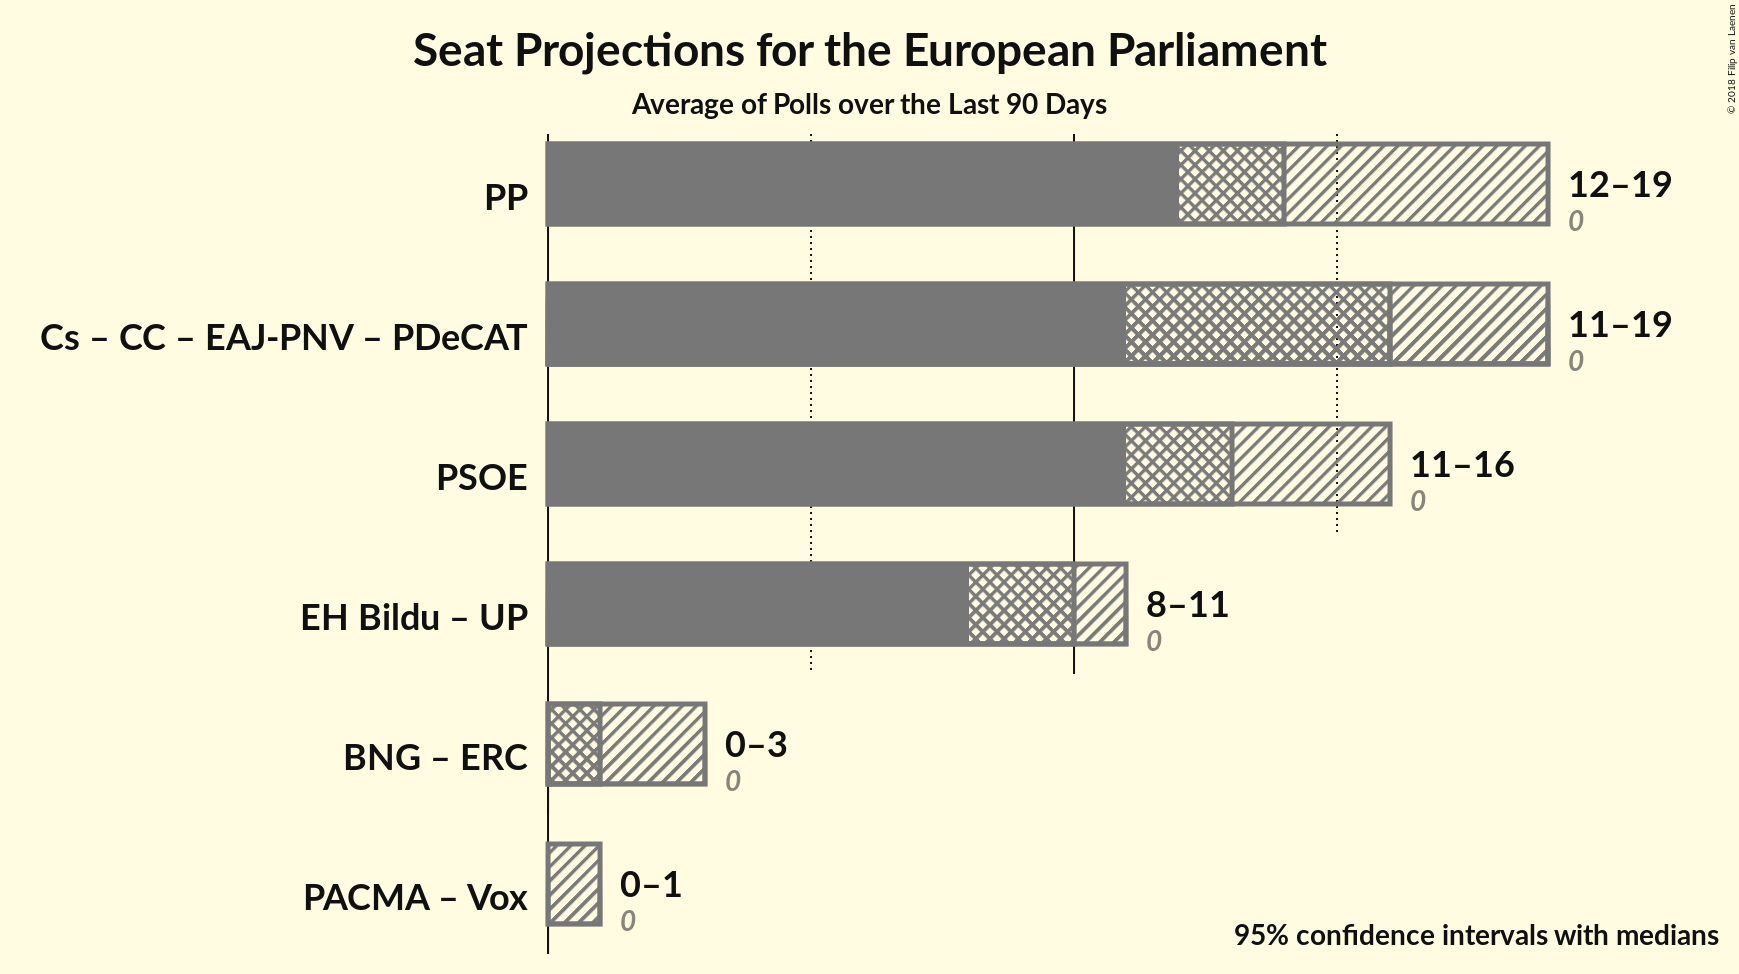 Seat Projections for the European Parliament
Average of Polls over the Last 90 Days
© 2018 Filip van Laenen
PP
12–19
0
Cs – CC – EAJ-PNV – PDeCAT
11–19
0
PSOE
11–16
0
EH Bildu – UP
8–11
0
BNG – ERC
0–3
0
PACMA – Vox
0–1
0
95% confidence intervals with medians